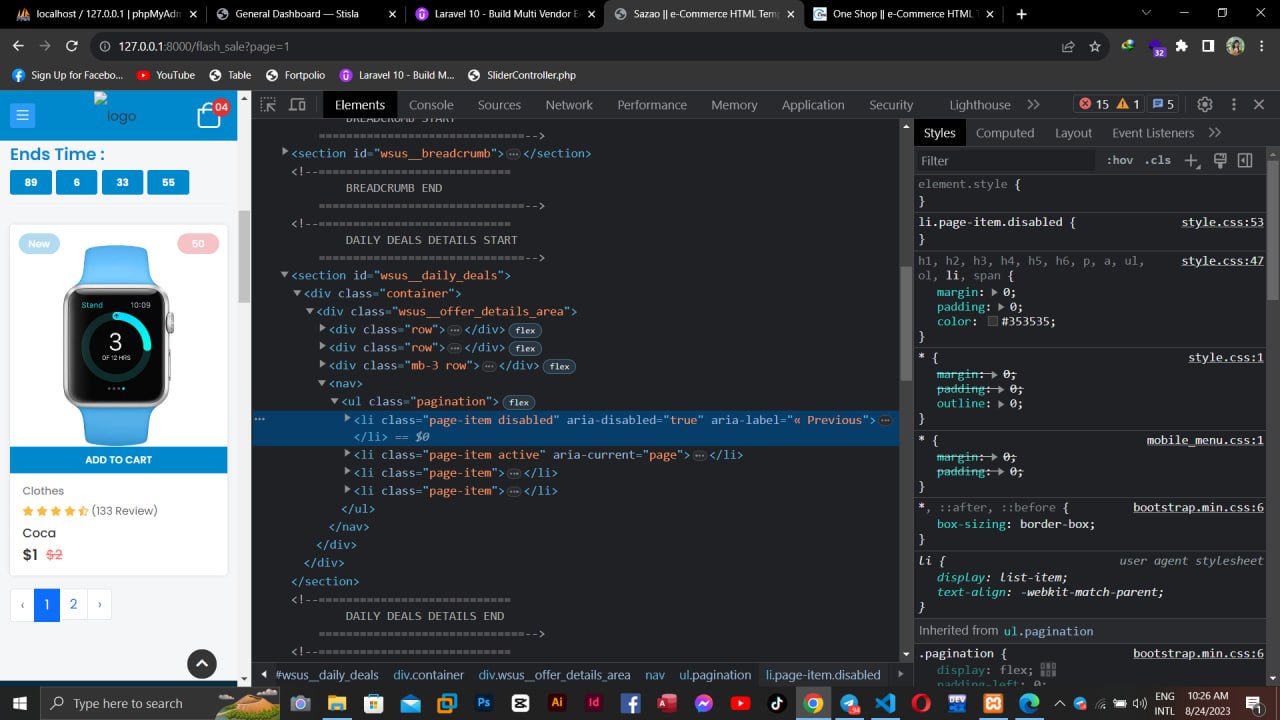 localhost / 127.0.0.1 | phpMyAdm
General Dashboard — Stisla
Laravel 10 - Build Multi Vendor E
Sazao || e-Commerce HTML Temp
One Shop || e-Commerce HTML T
127.0.0.1:8000/flash_sale?page=1
32
Sign Up for Facebo...
YouTube
Table
Fortpolio
Laravel 10 - Build M...
SliderController.php
logo
04
Ends Time :
89
6
33
55
New
50
Stand
10:09
3
OF 12 HRS
ADD TO CART
Clothes
(133 Review)
Coca
$1 $2
‹ 1 2 ›
Elements
Console
Sources
Network
Performance
Memory
Application
Security
Lighthouse
15
1
5
BREADCRUMB START
=============================-->
<section id="wsus__breadcrumb">…</section>
<!--============================
BREADCRUMB END
=============================-->
<!--============================
DAILY DEALS DETAILS START
=============================-->
<section id="wsus__daily_deals">
<div class="container">
<div class="wsus__offer_details_area">
<div class="row">…</div> flex
<div class="row">…</div> flex
<div class="mb-3 row">…</div> flex
<nav>
<ul class="pagination"> flex
<li class="page-item disabled" aria-disabled="true" aria-label="« Previous">…
</li> == $0
<li class="page-item active" aria-current="page">…</li>
<li class="page-item">…</li>
<li class="page-item">…</li>
</ul>
</nav>
</div>
</div>
</section>
<!--============================
DAILY DEALS DETAILS END
=============================-->
<!--============================
#wsus__daily_deals
div.container
div.wsus__offer_details_area
nav
ul.pagination
li.page-item.disabled
Styles
Computed
Layout
Event Listeners
Filter
:hov .cls
element.style {
}
li.page-item.disabled { style.css:53
}
h1, h2, h3, h4, h5, h6, p, a, ul, style.css:47
ol, li, span {
margin: 0;
padding: 0;
color: #353535;
}
* { style.css:1
margin: 0;
padding: 0;
outline: 0;
}
* { mobile_menu.css:1
margin: 0;
padding: 0;
}
*, ::after, ::before { bootstrap.min.css:6
box-sizing: border-box;
}
li { user agent stylesheet
display: list-item;
text-align: -webkit-match-parent;
}
Inherited from ul.pagination
.pagination { bootstrap.min.css:6
display: flex;
padding-left: 0;
Type here to search
Ps
Ai
Id
ENG
INTL
10:26 AM
8/24/2023
1